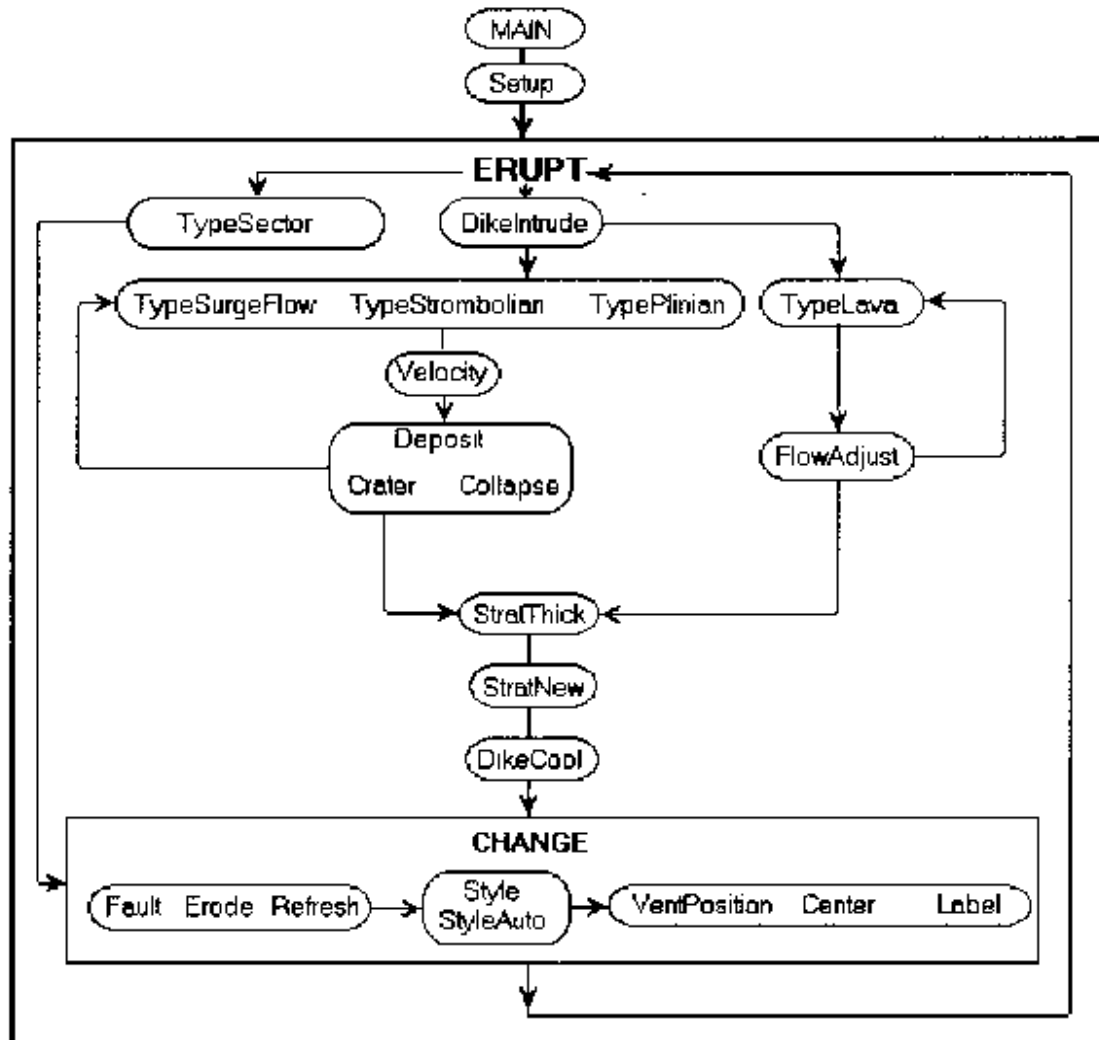 MAIN
Setup
ERUPT
TypeSector
DikeIntrude
TypeSurgeFlow TypeStrombolian TypePlinian
TypeLava
Velocity
Deposit
Crater Collapse
FlowAdjust
StratThick
StratNew
DikeCool
CHANGE
Fault Erode Refresh
Style
StyleAuto
VentPosition Center Label